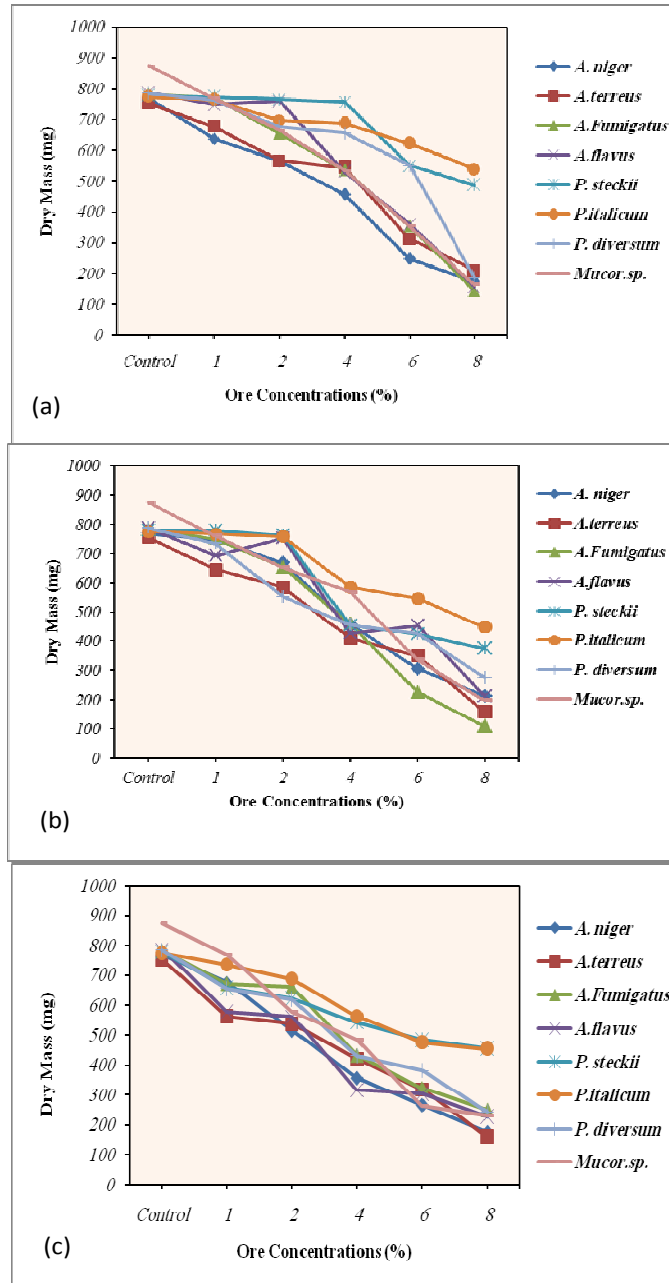 1000
900
800
700
600
500
400
300
200
100
0
Dry Mass (mg)
Control 1 2 4 6 8
Ore Concentrations (%)
A. niger
A.terreus
A.Fumigatus
A.flavus
P. steckii
P.italicum
P. diversum
Mucor.sp.
(a)
1000
900
800
700
600
500
400
300
200
100
0
Dry Mass (mg)
Control 1 2 4 6 8
Ore Concentrations (%)
A. niger
A.terreus
A.Fumigatus
A.flavus
P. steckii
P.italicum
P. diversum
Mucor.sp.
(b)
1000
900
800
700
600
500
400
300
200
100
0
Dry Mass (mg)
Control 1 2 4 6 8
Ore Concentrations (%)
A. niger
A.terreus
A.Fumigatus
A.flavus
P. steckii
P.italicum
P. diversum
Mucor.sp.
(c)